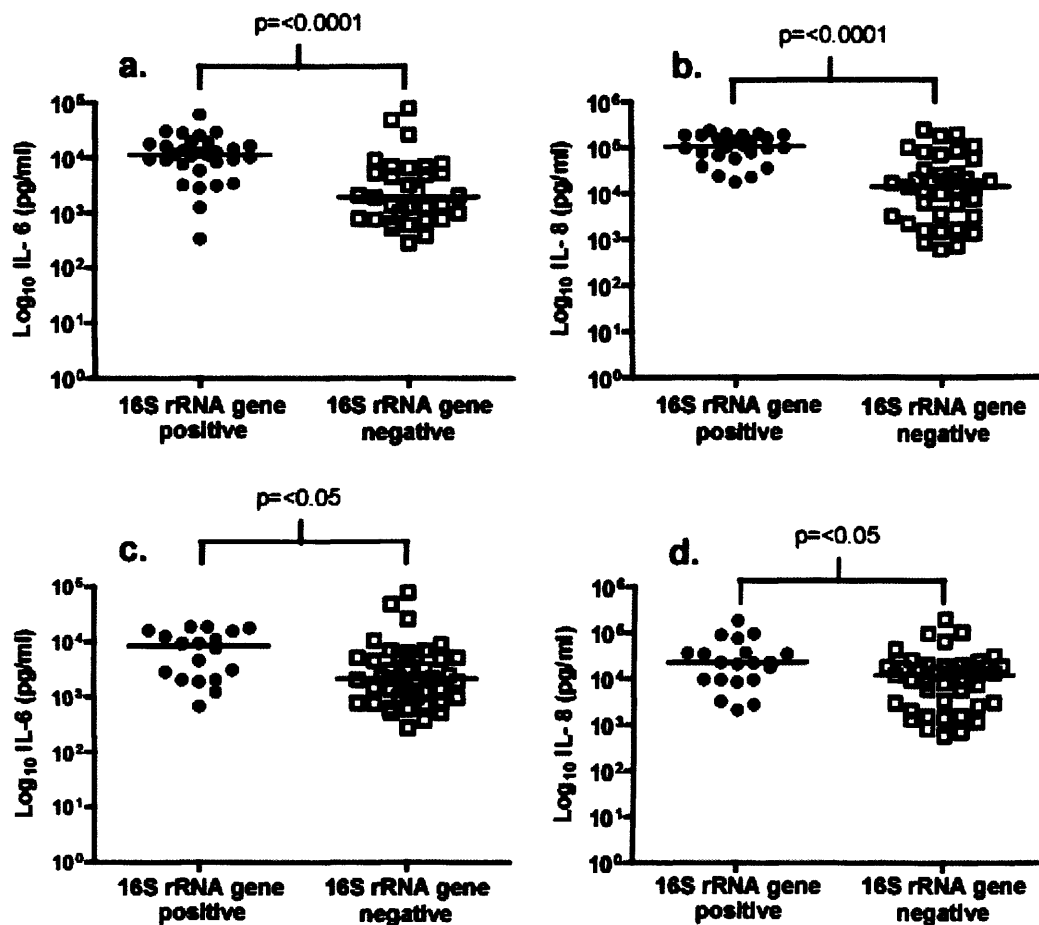 p=<0.0001
a.
Log₁₀ IL- 6 (pg/ml)
10⁵
10⁴
10³
10²
10¹
10⁰
16S rRNA gene
positive
16S rRNA gene
negative
p=<0.0001
b.
Log₁₀ IL- 8 (pg/ml)
10⁶
10⁵
10⁴
10³
10²
10¹
10⁰
16S rRNA gene
positive
16S rRNA gene
negative
p=<0.05
c.
Log₁₀ IL-6 (pg/ml)
10⁵
10⁴
10³
10²
10¹
10⁰
16S rRNA gene
positive
16S rRNA gene
negative
p=<0.05
d.
Log₁₀ IL- 8 (pg/ml)
10⁶
10⁵
10⁴
10³
10²
10¹
10⁰
16S rRNA gene
positive
16S rRNA gene
negative